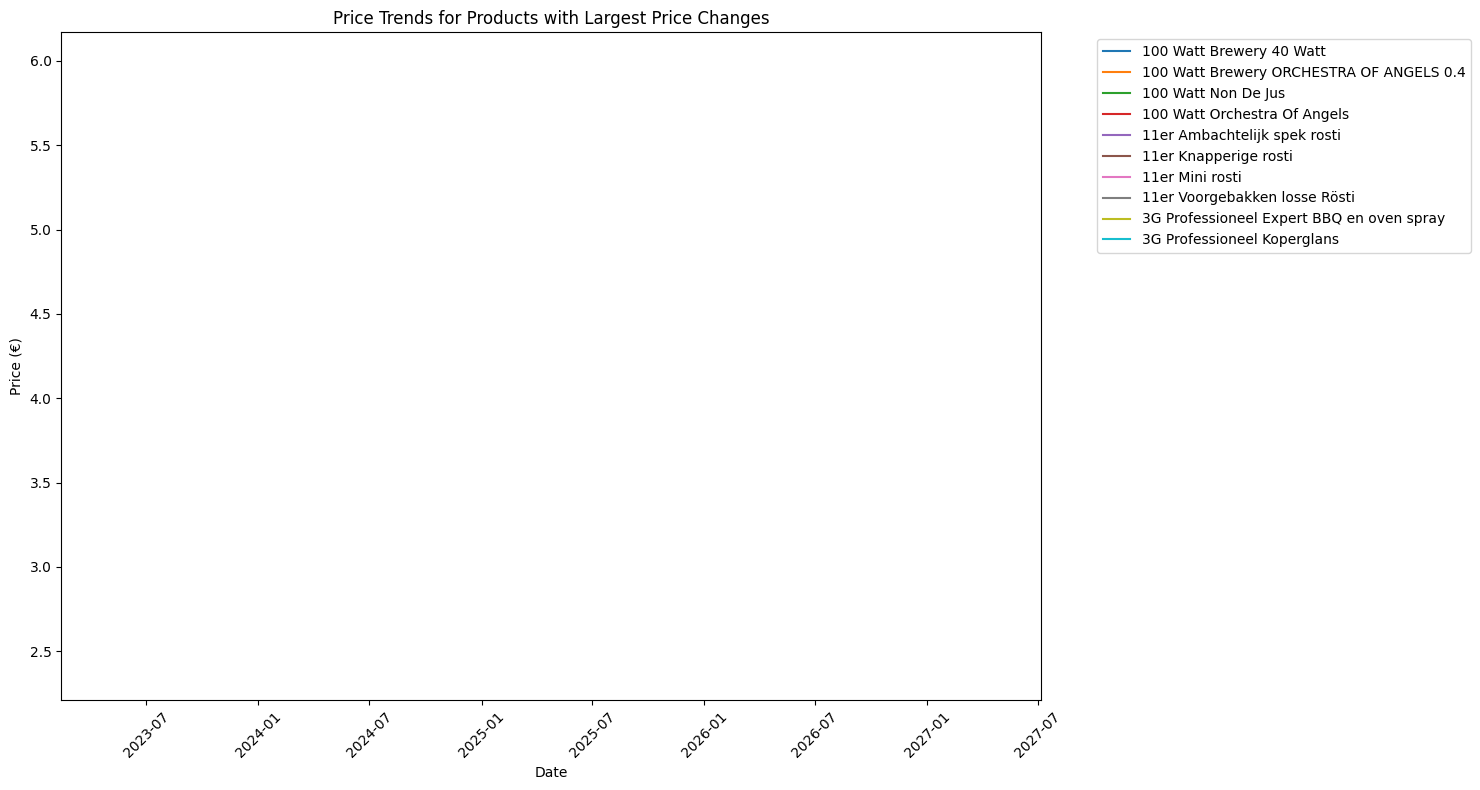 Price Trends for Products with Largest Price Changes
Price (€)
6.0
5.5
5.0
4.5
4.0
3.5
3.0
2.5
2023-07
2024-01
2024-07
2025-01
2025-07
2026-01
2026-07
2027-01
2027-07
Date
100 Watt Brewery 40 Watt
100 Watt Brewery ORCHESTRA OF ANGELS 0.4
100 Watt Non De Jus
100 Watt Orchestra Of Angels
11er Ambachtelijk spek rosti
11er Knapperige rosti
11er Mini rosti
11er Voorgebakken losse Rösti
3G Professioneel Expert BBQ en oven spray
3G Professioneel Koperglans